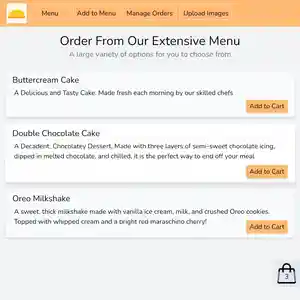 Menu Add to Menu Manage Orders Upload Images
Order From Our Extensive Menu
A large variety of options for you to choose from
Buttercream Cake
A Delicious and Tasty Cake. Made fresh each morning by our skilled chefs
Add to Cart
Double Chocolate Cake
A Decadent, Chocolatey Dessert, Made with three layers of semi-sweet chocolate icing,
dipped in melted chocolate, and chilled, it is the perfect way to end off your meal
Add to Cart
Oreo Milkshake
A sweet, thick milkshake made with vanilla ice cream, milk, and crushed Oreo cookies.
Topped with whipped cream and a bright red maraschino cherry!
Add to Cart
3